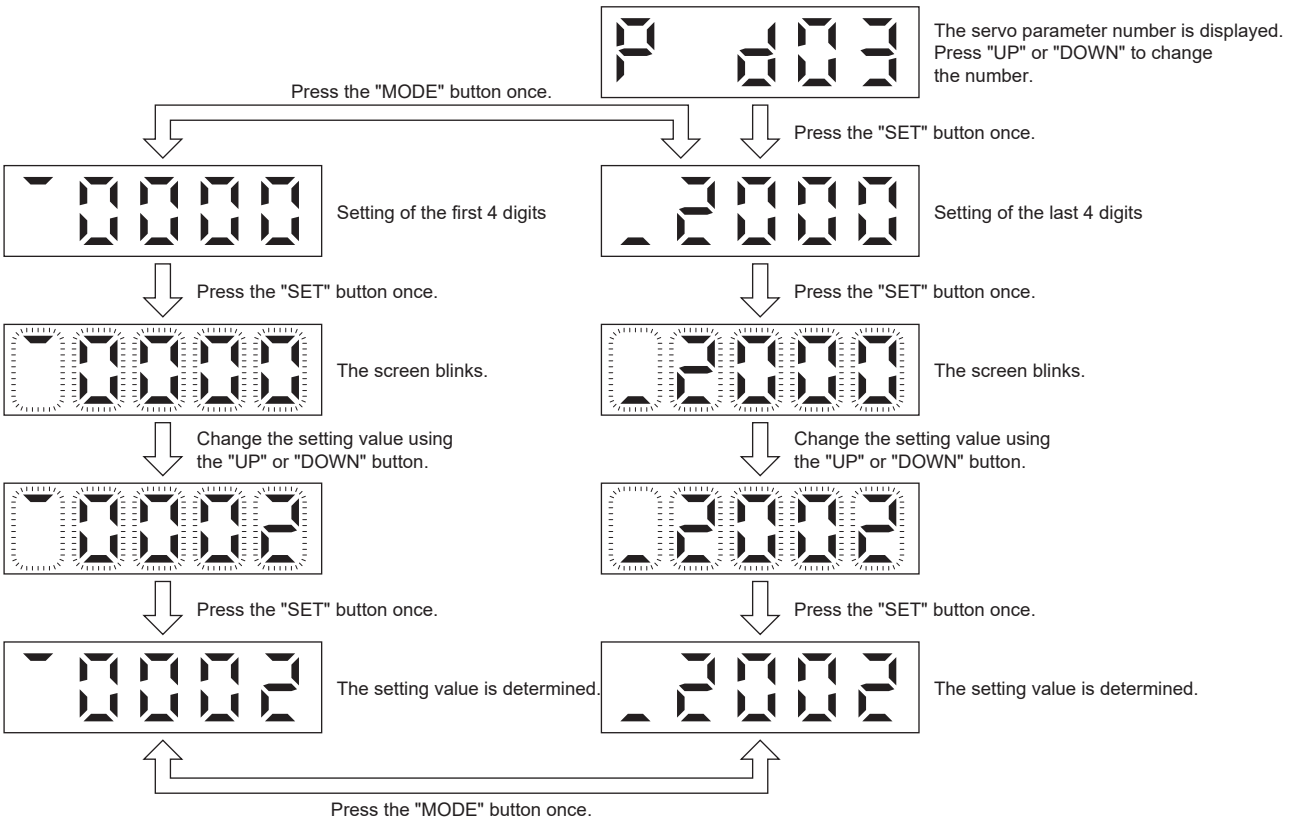 P d03
The servo parameter number is displayed.
Press "UP" or "DOWN" to change
the number.
Press the "MODE" button once.
Press the "SET" button once.
‾0000
Setting of the first 4 digits
_2000
Setting of the last 4 digits
Press the "SET" button once.
Press the "SET" button once.
‾0000
The screen blinks.
_2000
The screen blinks.
Change the setting value using
the "UP" or "DOWN" button.
Change the setting value using
the "UP" or "DOWN" button.
‾0002
_2002
Press the "SET" button once.
Press the "SET" button once.
‾0002
The setting value is determined.
_2002
The setting value is determined.
Press the "MODE" button once.